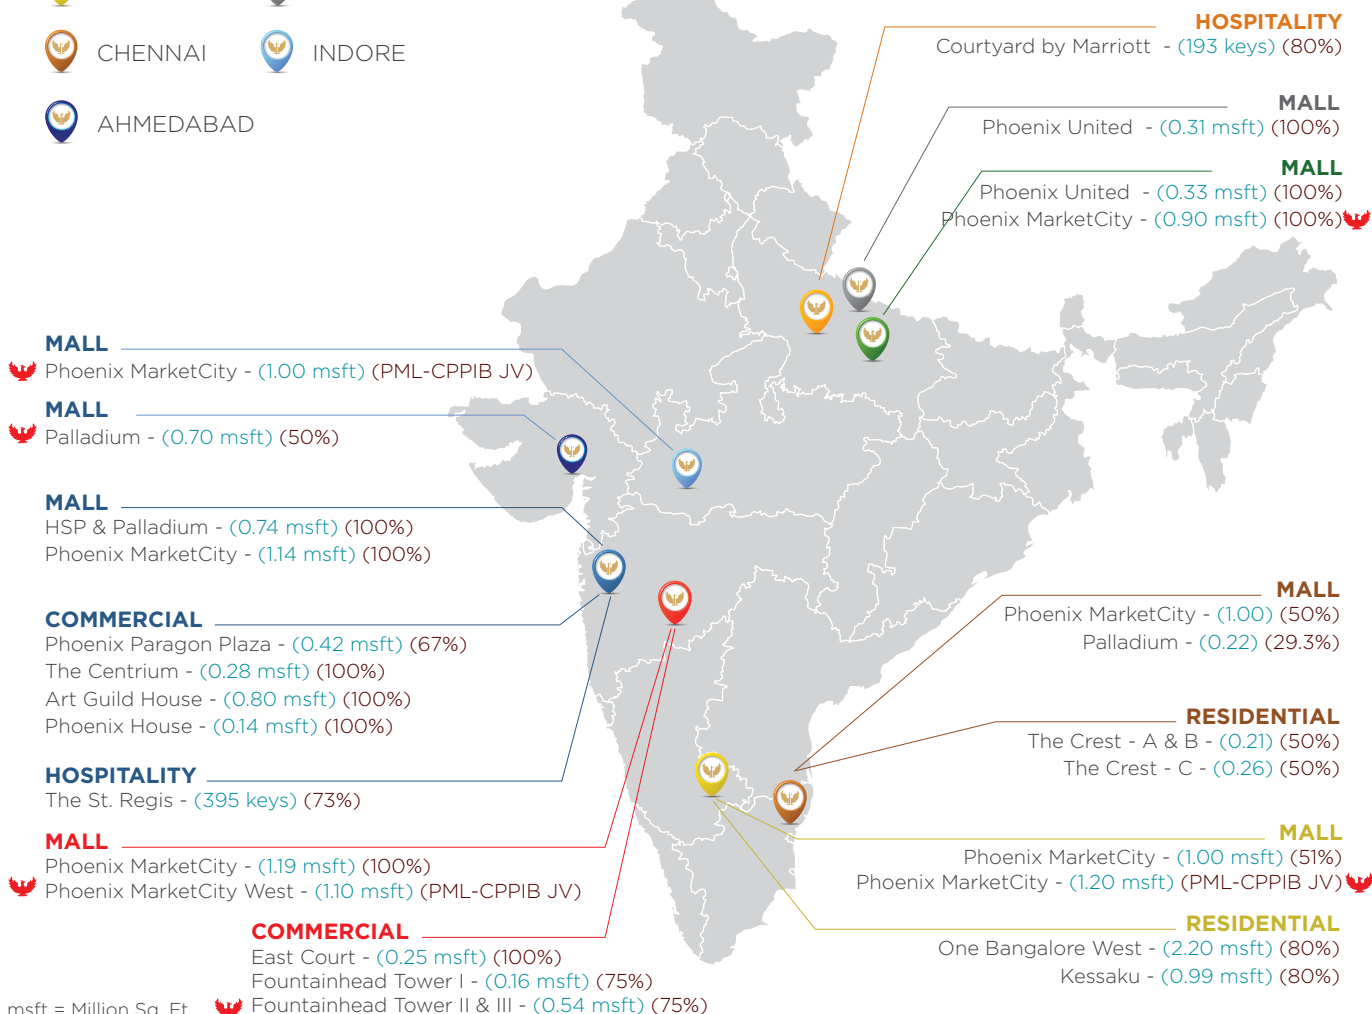 CHENNAI
INDORE
AHMEDABAD
HOSPITALITY
Courtyard by Marriott - (193 keys) (80%)
MALL
Phoenix United - (0.31 msft) (100%)
MALL
Phoenix United - (0.33 msft) (100%)
Phoenix MarketCity - (0.90 msft) (100%)
MALL
Phoenix MarketCity - (1.00 msft) (PML-CPPIB JV)
MALL
Palladium - (0.70 msft) (50%)
MALL
HSP & Palladium - (0.74 msft) (100%)
Phoenix MarketCity - (1.14 msft) (100%)
COMMERCIAL
Phoenix Paragon Plaza - (0.42 msft) (67%)
The Centrium - (0.28 msft) (100%)
Art Guild House - (0.80 msft) (100%)
Phoenix House - (0.14 msft) (100%)
HOSPITALITY
The St. Regis - (395 keys) (73%)
MALL
Phoenix MarketCity - (1.19 msft) (100%)
Phoenix MarketCity West - (1.10 msft) (PML-CPPIB JV)
COMMERCIAL
East Court - (0.25 msft) (100%)
Fountainhead Tower I - (0.16 msft) (75%)
Fountainhead Tower II & III - (0.54 msft) (75%)
MALL
Phoenix MarketCity - (1.00) (50%)
Palladium - (0.22) (29.3%)
RESIDENTIAL
The Crest - A & B - (0.21) (50%)
The Crest - C - (0.26) (50%)
MALL
Phoenix MarketCity - (1.00 msft) (51%)
Phoenix MarketCity - (1.20 msft) (PML-CPPIB JV)
RESIDENTIAL
One Bangalore West - (2.20 msft) (80%)
Kessaku - (0.99 msft) (80%)
msft = Million Sq. Ft.